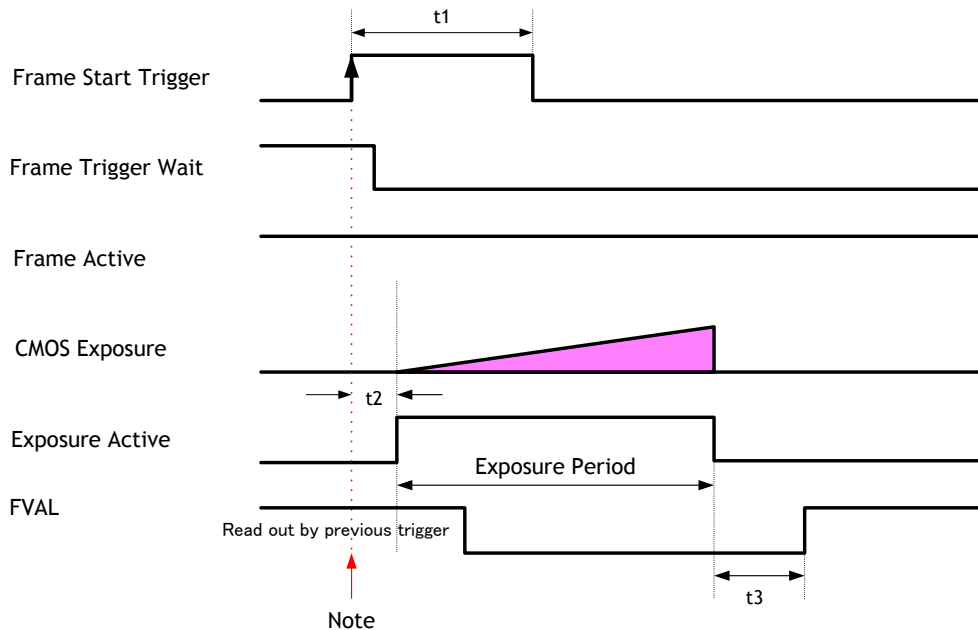 t1
Frame Start Trigger
Frame Trigger Wait
Frame Active
CMOS Exposure
t2
Exposure Active
Exposure Period
FVAL
Read out by previous trigger
t3
Note